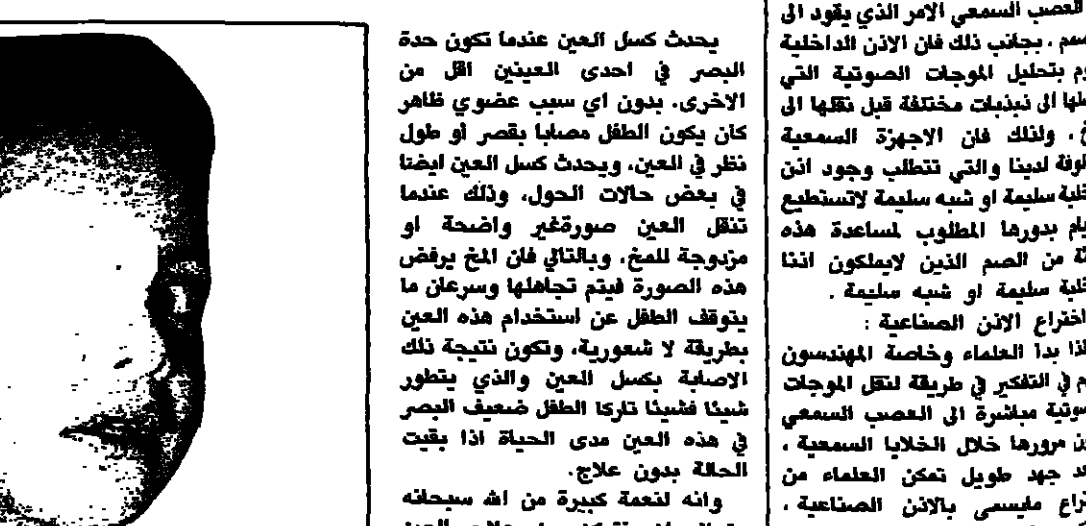 للعصب السمعي الامر الذي يقود الى
بجانب ذلك فان الاذن الداخلية
بتحليل الموجات الصوتية التي
الى ذبذبات مختلفة قبل نقلها الى
ولذلك فان الاجهزة السمعية
لدينا والتي تتطلب وجود اذن
سليمة او شبه سليمة لاتستطيع
بدورها المطلوب لمساعدة هذه
من الصم الذين لايملكون اذنا
سليمة او شبه سليمة .
اختراع الاذن الصناعية :
بدا العلماء وخاصة المهندسون
في التفكير في طريقة لنقل الموجات
مباشرة الى العصب السمعي
مرورها خلال الخلايا السمعية ،
جهد طويل تمكن العلماء من
مايسمى بالاذن الصناعية ،
يحدث كسل العين عندما تكون حدة
البصر في احدى العينين اقل من
الاخرى. بدون اي سبب عضوي ظاهر
كان يكون الطفل مصابا بقصر أو طول
نظر في العين، ويحدث كسل العين ايضا
في بعض حالات الحول، وذلك عندما
تنقل العين صورةغير واضحة او
مزدوجة للمخ. وبالتالي فان المخ يرفض
هذه الصورة فيتم تجاهلها وسرعان ما
يتوقف الطفل عن استخدام هذه العين
بطريقة لا شعورية، وتكون نتيجة ذلك
الاصابة بكسل العين والذي يتطور
شيئا فشيئا تاركا الطفل ضعيف البصر
في هذه العين مدى الحياة اذا بقيت
الحالة بدون علاج.
وانه لنعمة كبيرة من الله سبحانه